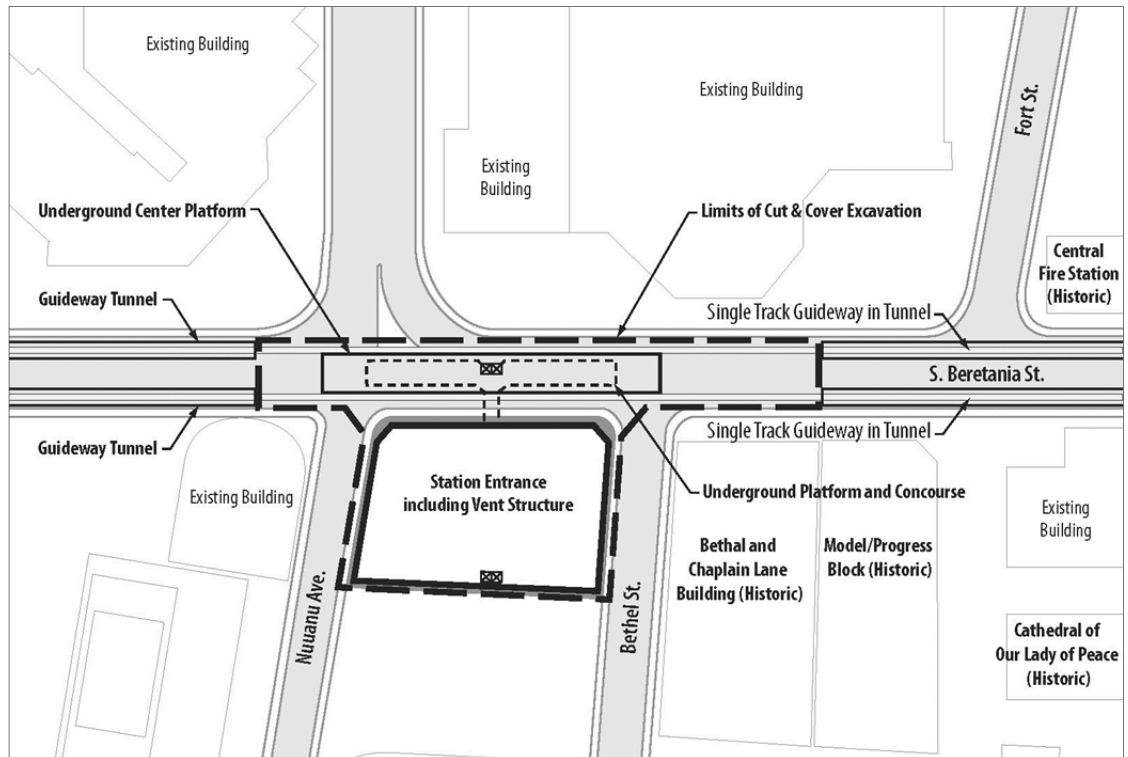 Existing Building
Existing Building
Existing
Building
Fort St.
Underground Center Platform
Limits of Cut & Cover Excavation
Central
Fire Station
(Historic)
Guideway Tunnel
Single Track Guideway in Tunnel
S. Beretania St.
Guideway Tunnel
Single Track Guideway in Tunnel
Existing Building
Station Entrance
including Vent Structure
Underground Platform and Concourse
Existing
Building
Bethal and
Chaplain Lane
Building (Historic)
Model/Progress
Block (Historic)
Nuuanu Ave.
Bethel St.
Cathedral of
Our Lady of Peace
(Historic)